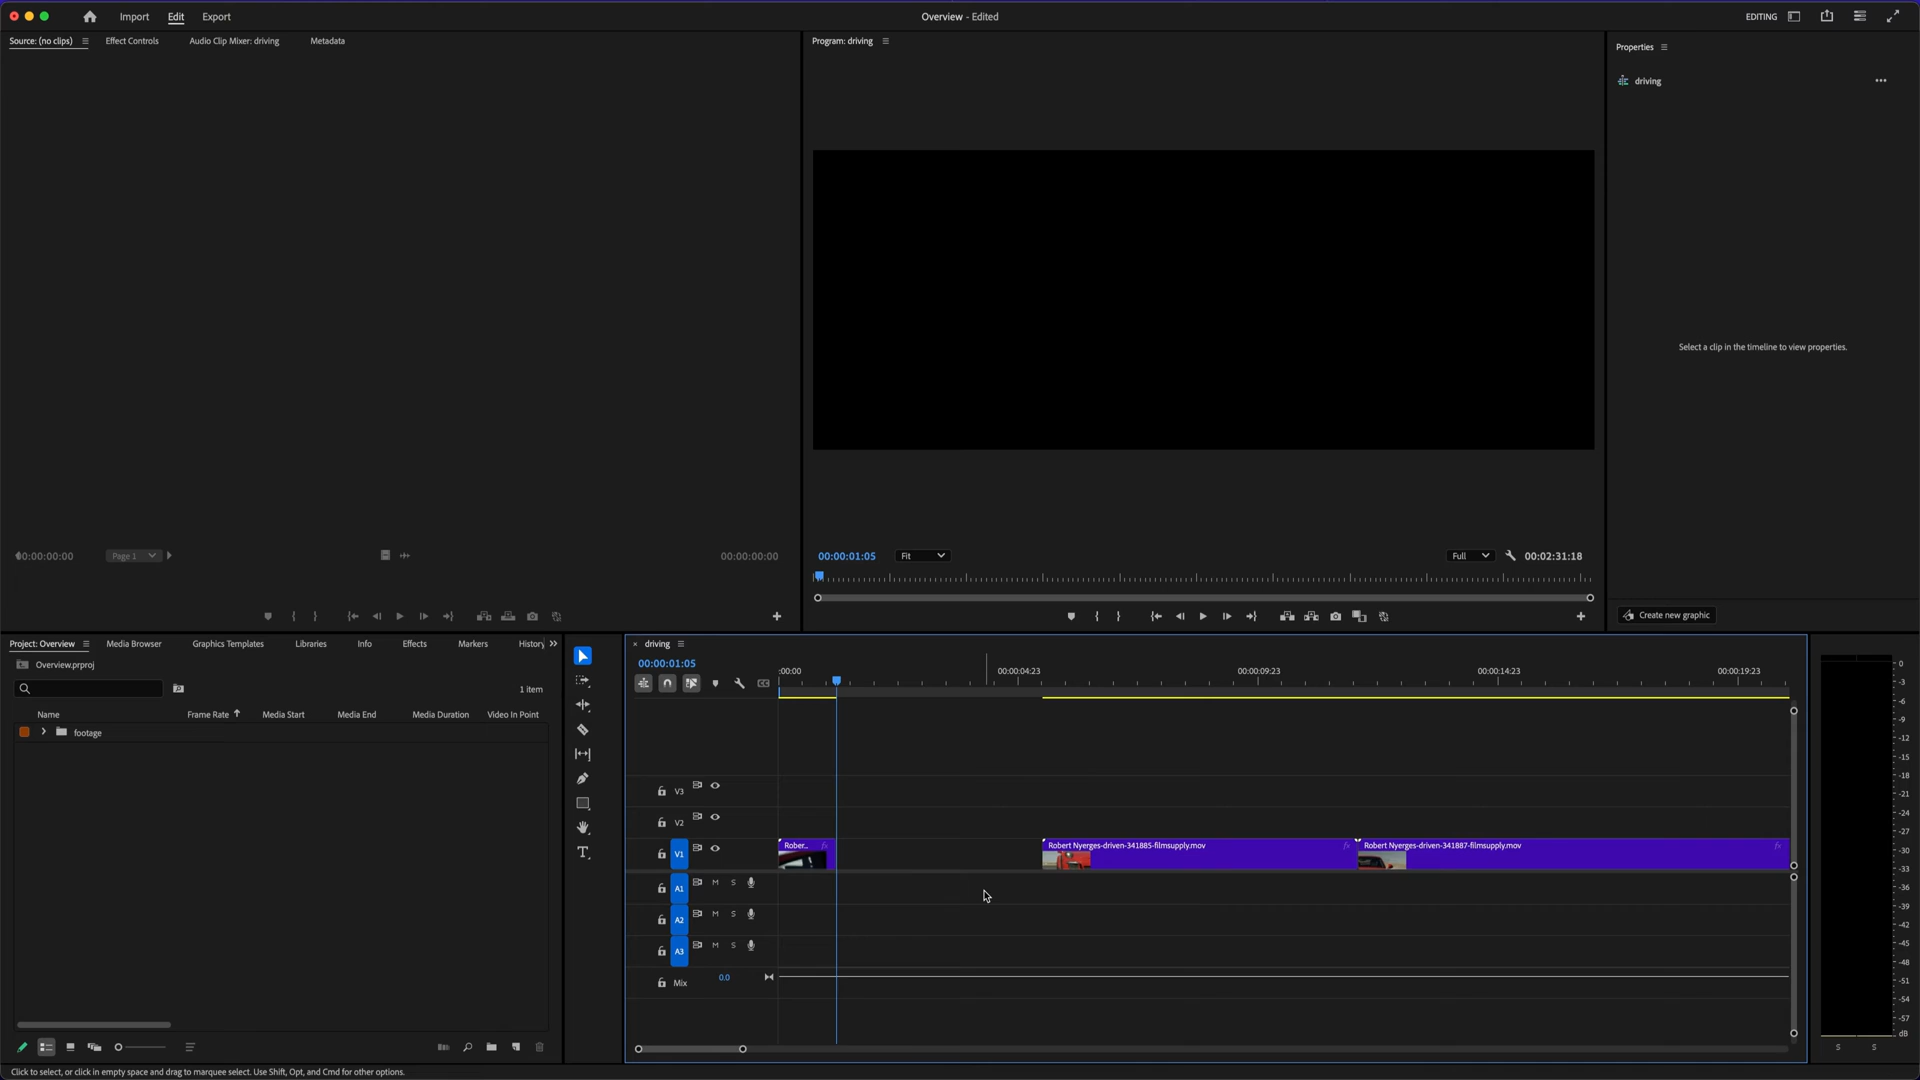 Import Edit Export Overview - Edited EDITING
Source: (no clips) Effect Controls Audio Clip Mixer: driving Metadata
Program: driving
Properties
driving
Select a clip in the timeline to view properties.
00:00:00:00 Page 1 00:00:00:00
00:00:01:05 Fit Full 00:02:31:18
Create new graphic
Project: Overview Media Browser Graphics Templates Libraries Info Effects Markers History
Overview.prproj
1 item
Name Frame Rate Media Start Media End Media Duration Video In Point
footage
driving
00:00:01:05
:00:00 00:00:04:23 00:00:09:23 00:00:14:23 00:00:19:23
V3
V2
V1
Rober... fx
Robert Nyerges-driven-341885-filmsupply.mov fx
Robert Nyerges-driven-341887-filmsupply.mov fx
A1 M S
A2 M S
A3 M S
Mix 0.0
0
-3
-6
-9
-12
-15
-18
-21
-24
-27
-30
-33
-36
-39
-42
-45
-48
-51
-54
-57
dB
S S
Click to select, or click in empty space and drag to marquee select. Use Shift, Opt, and Cmd for other options.